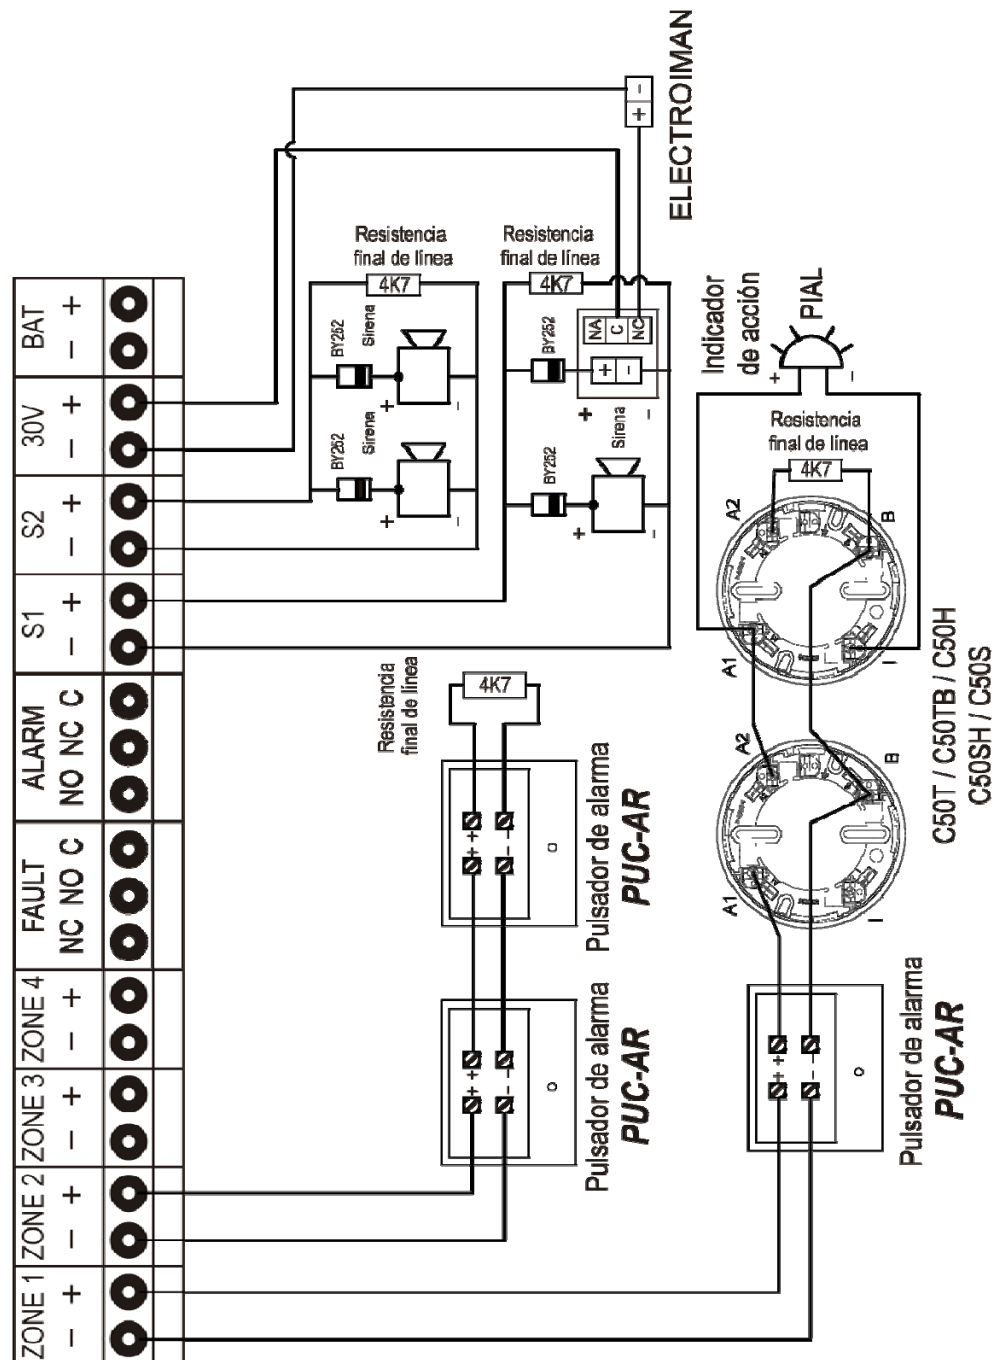 ELECTROIMAN
- +
Resistencia
final de línea
4K7
Resistencia
final de línea
4K7
BAT
- +
30V
- +
S2
- +
S1
- +
ALARM
NO NC C
FAULT
NC NO C
ZONE 4
- +
ZONE 3
- +
ZONE 2
- +
ZONE 1
- +
BY252
Sirena
+ -
BY252
Sirena
+ -
BY252
NA
C
NC
+ -
+ -
BY252
Sirena
+ -
Indicador
de acción
PIAL
+ -
Resistencia
final de línea
4K7
A2
B
A1
I
A2
B
A1
I
C50T / C50TB / C50H
C50SH / C50S
Resistencia
final de línea
4K7
+ +
- -
Pulsador de alarma
PUC-AR
+ +
- -
Pulsador de alarma
PUC-AR
+ +
- -
Pulsador de alarma
PUC-AR